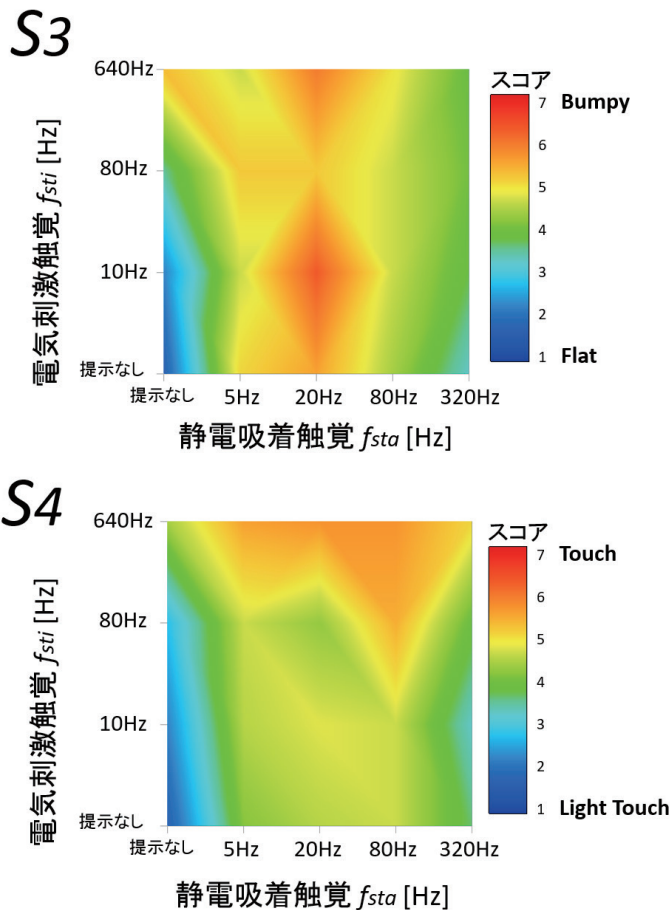 S3
640Hz
80Hz
10Hz
提示なし
電気刺激触覚 fsti [Hz]
提示なし 5Hz 20Hz 80Hz 320Hz
静電吸着触覚 fsta [Hz]
スコア
7 Bumpy
6
5
4
3
2
1 Flat
S4
640Hz
80Hz
10Hz
提示なし
電気刺激触覚 fsti [Hz]
提示なし 5Hz 20Hz 80Hz 320Hz
静電吸着触覚 fsta [Hz]
スコア
7 Touch
6
5
4
3
2
1 Light Touch